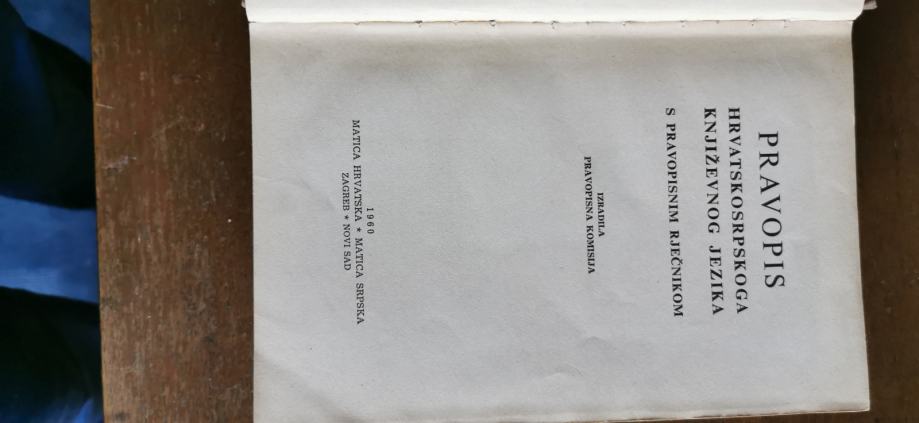 PRAVOPIS
HRVATSKOSRPSKOGA
KNJIŽEVNOG JEZIKA
S PRAVOPISNIM RJEČNIKOM
IZRADILA
PRAVOPISNA KOMISIJA
1960
MATICA HRVATSKA * MATICA SRPSKA
ZAGREB * NOVI SAD